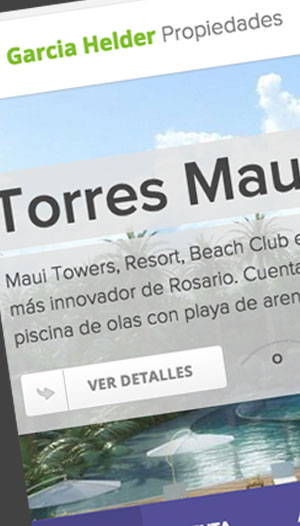 Garcia Helder Propiedades
Torres Mau
Maui Towers, Resort, Beach Club e
más innovador de Rosario. Cuenta
piscina de olas con playa de aren
VER DETALLES
o
NTA